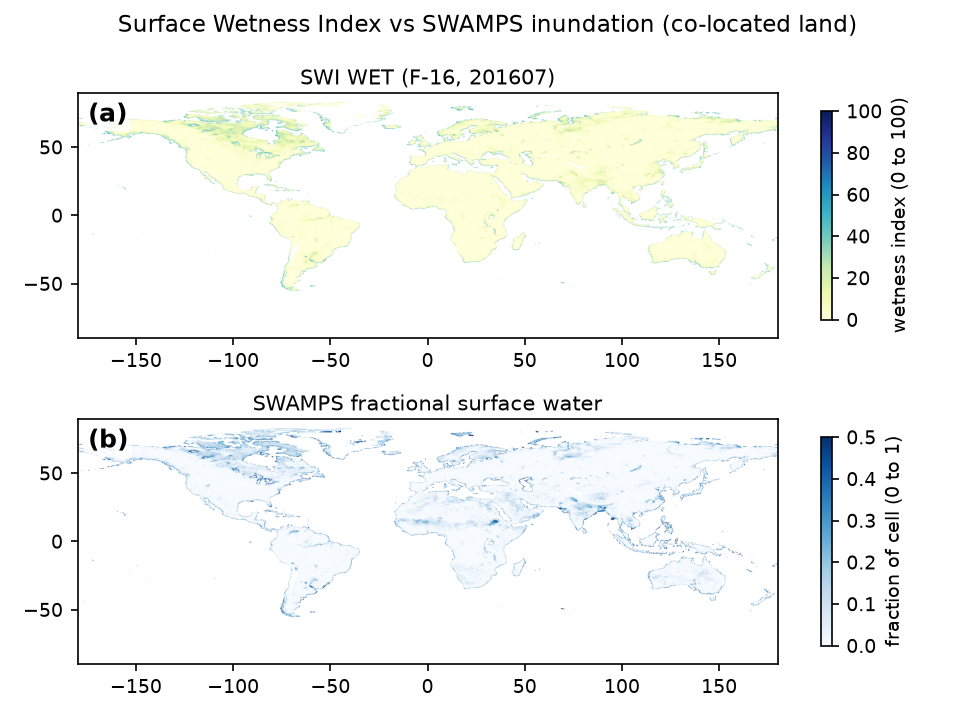 Surface Wetness Index vs SWAMPS inundation (co-located land)
SWI WET (F-16, 201607)
(a)
50
0
−50
−150 −100 −50 0 50 100 150
100
80
60
40
20
0
wetness index (0 to 100)
SWAMPS fractional surface water
(b)
50
0
−50
−150 −100 −50 0 50 100 150
0.5
0.4
0.3
0.2
0.1
0.0
fraction of cell (0 to 1)